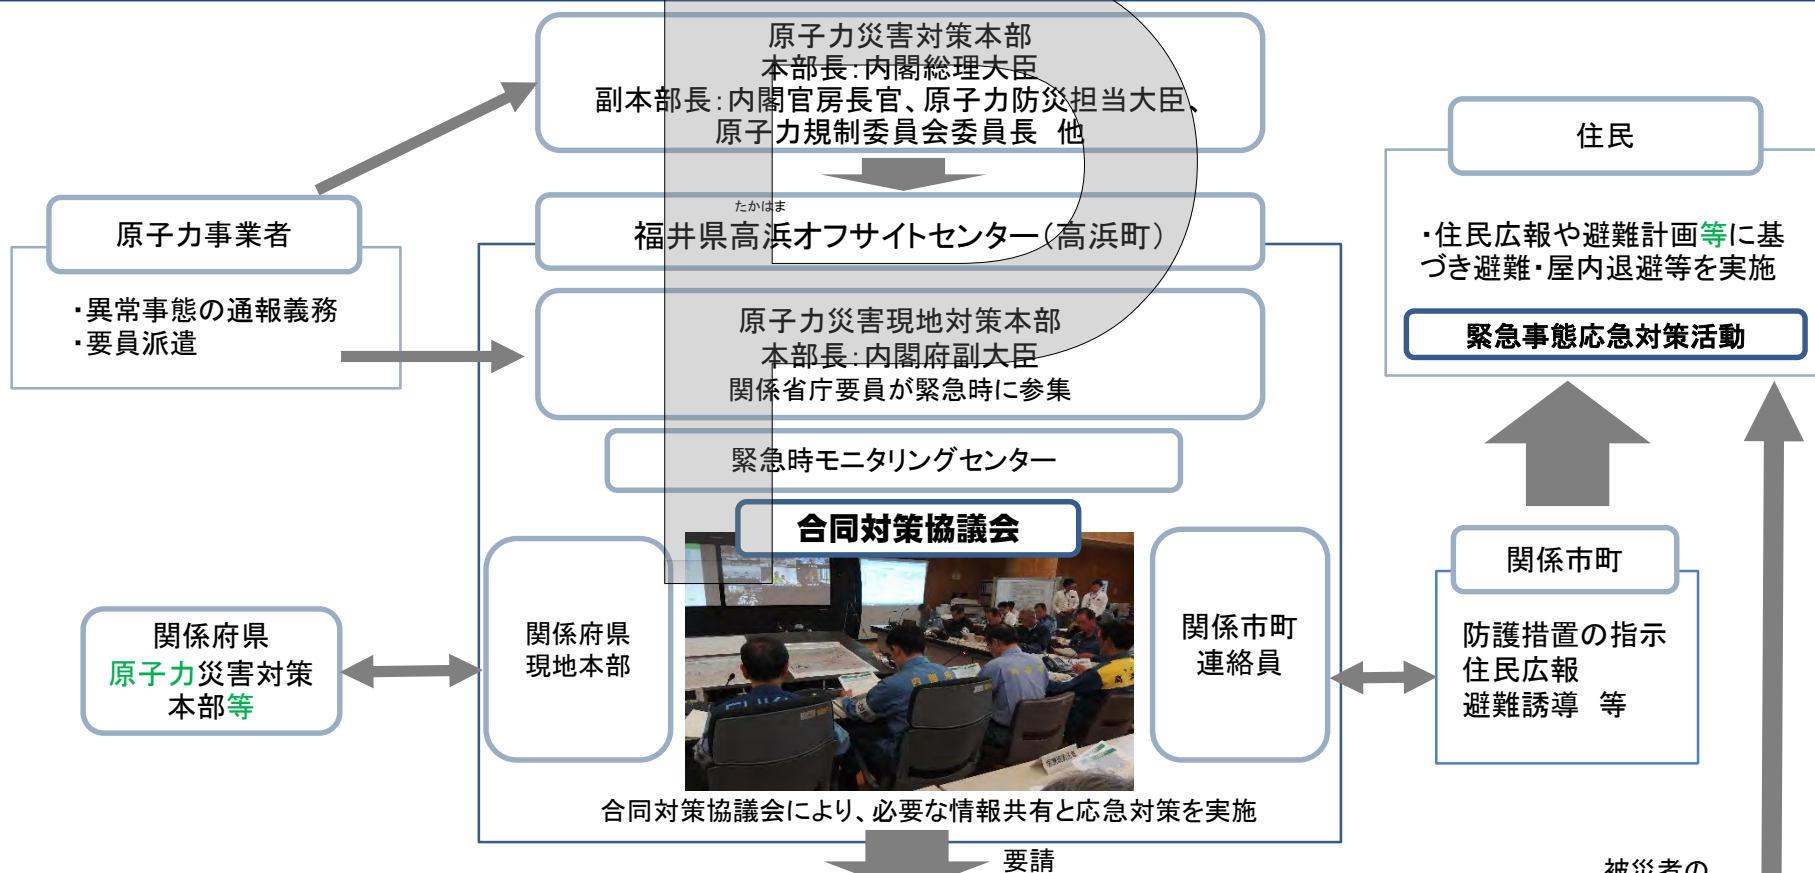 原子力災害対策本部
本部長：内閣総理大臣
副本部長：内閣官房長官、原子力防災担当大臣、
原子力規制委員会委員長 他
住民
・住民広報や避難計画等に基
づき避難・屋内退避等を実施
緊急事態応急対策活動
原子力事業者
・異常事態の通報義務
・要員派遣
たかはま
福井県高浜オフサイトセンター（高浜町）
原子力災害現地対策本部
本部長：内閣府副大臣
関係省庁要員が緊急時に参集
緊急時モニタリングセンター
合同対策協議会
関係府県
原子力災害対策
本部等
関係府県
現地本部
関係市町
連絡員
関係市町
防護措置の指示
住民広報
避難誘導 等
合同対策協議会により、必要な情報共有と応急対策を実施
要請
被災者の